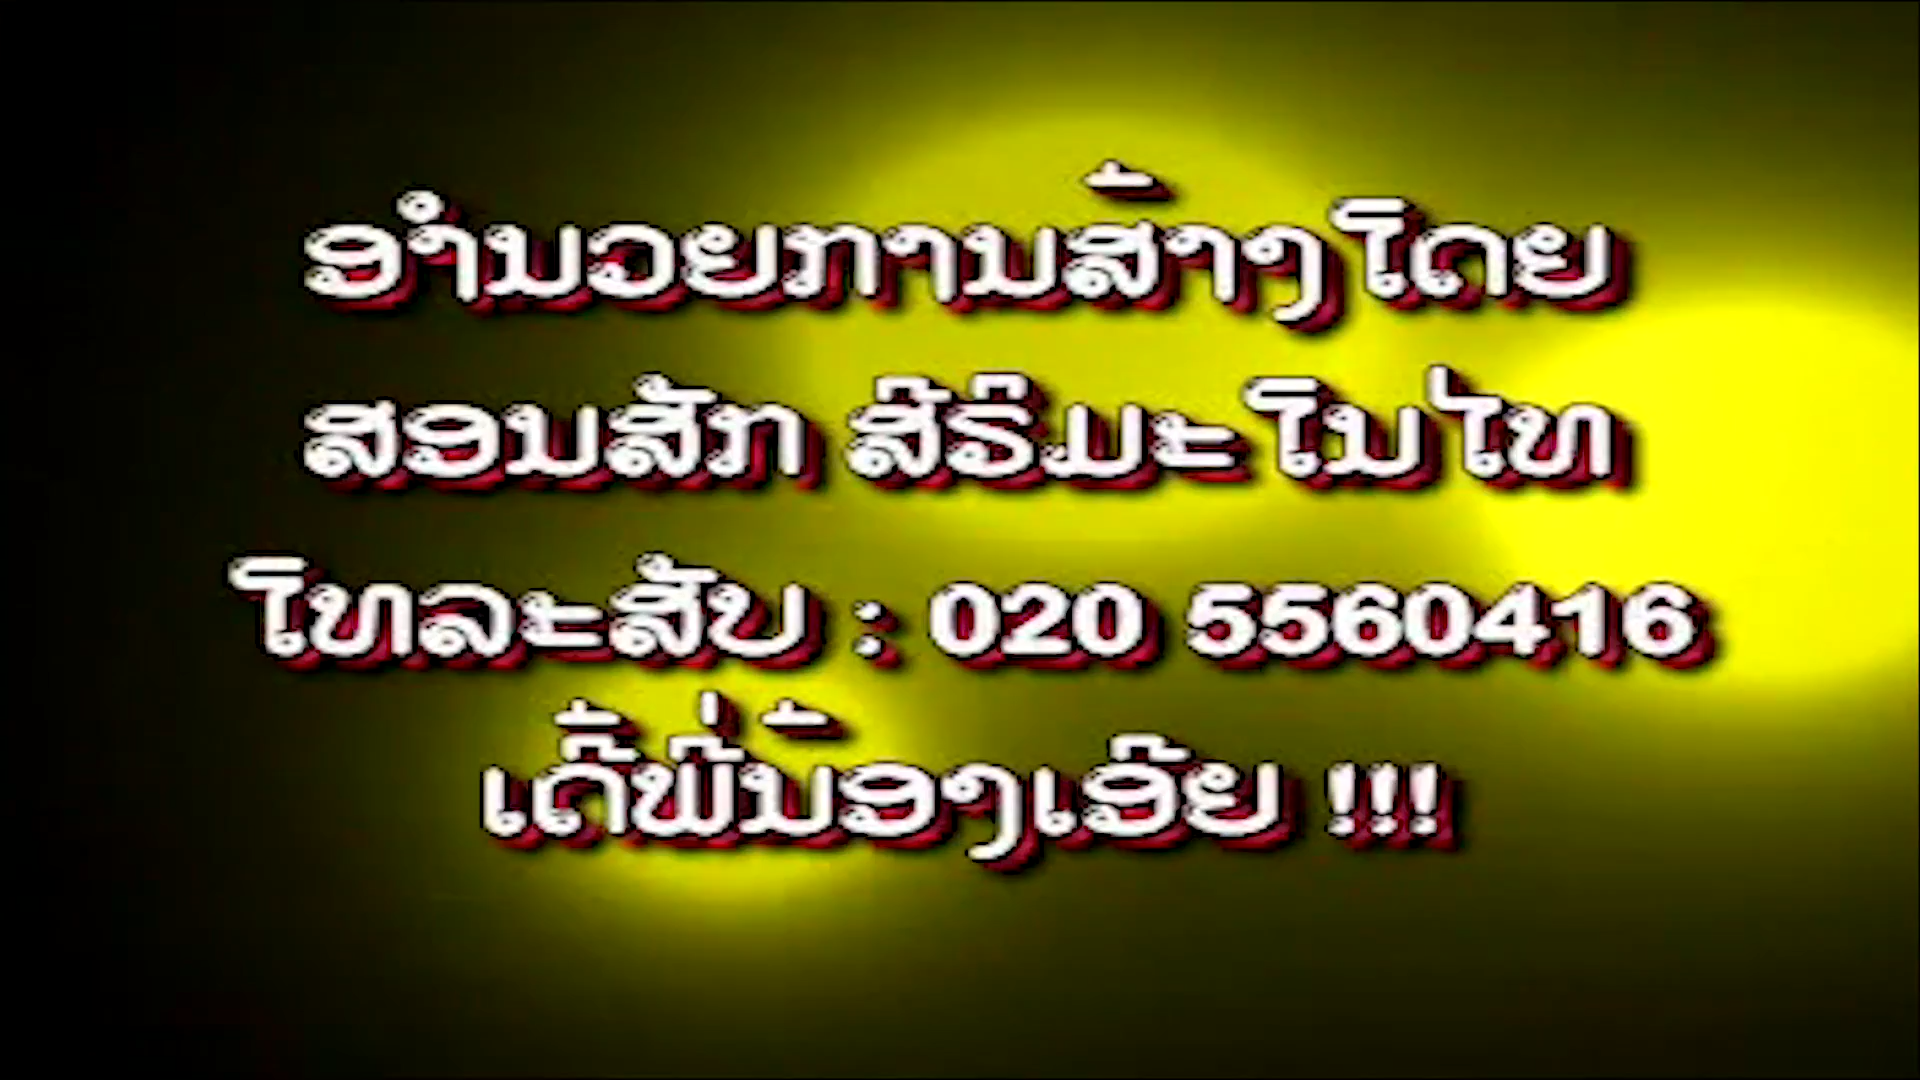 ອຳນວຍການສ້າງໂດຍ
ສອນສັກ ສີຣິມະໂນໄທ
ໂທລະສັບ : 020 5560416
ເດີ້ພີ່ນ້ອງເອີຍ !!!